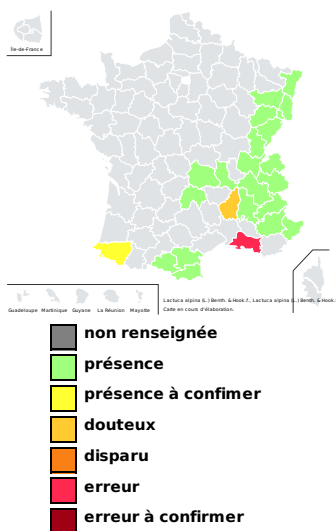 Île-de-France
Guadeloupe Martinique Guyane La Réunion Mayotte
Lactuca alpina (L.) Benth. & Hook.f., Lactuca alpina (L.) Benth. & Hook.
Carte en cours d'élaboration.
non renseignée
présence
présence à confimer
douteux
disparu
erreur
erreur à confirmer